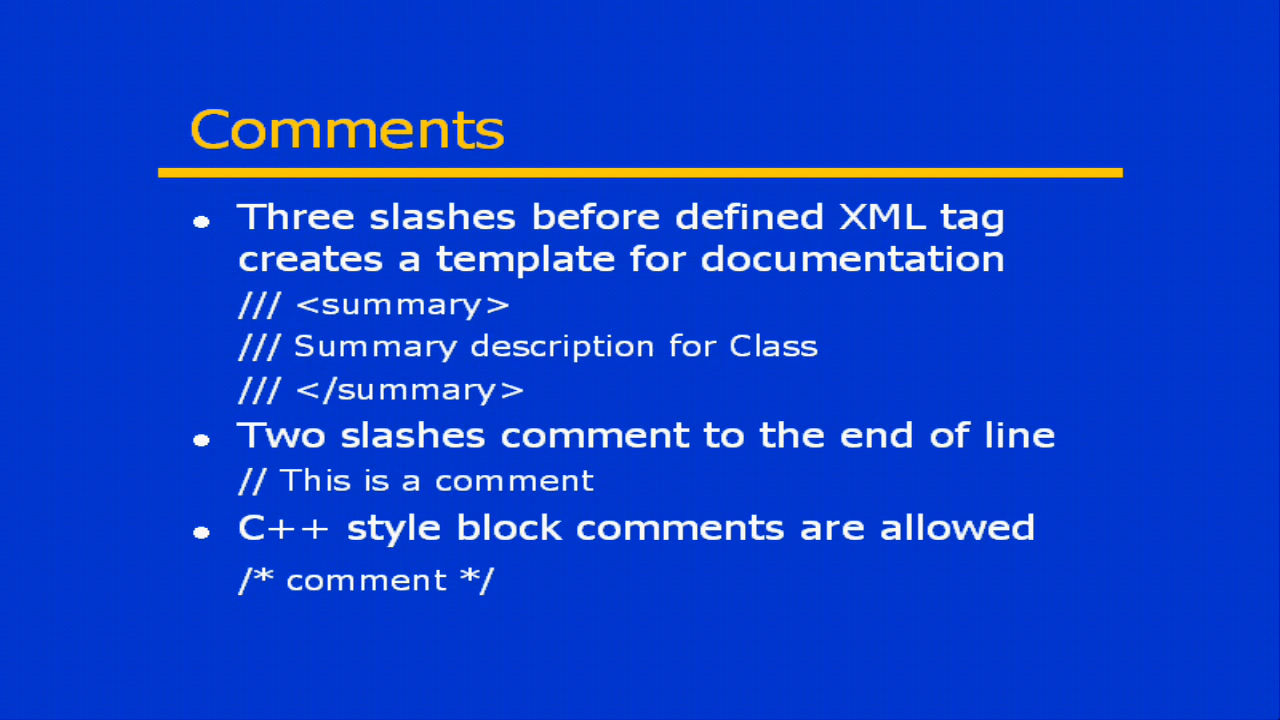 Comments
• Three slashes before defined XML tag
creates a template for documentation
/// <summary>
/// Summary description for Class
/// </summary>
• Two slashes comment to the end of line
// This is a comment
• C++ style block comments are allowed
/* comment */